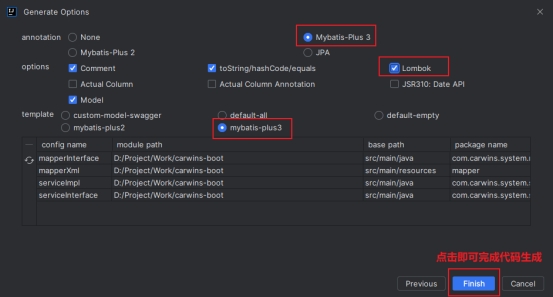 Generate Options
annotation None Mybatis-Plus 3
Mybatis-Plus 2 JPA
options Comment toString/hashCode/equals Lombok
Actual Column Actual Column Annotation JSR310: Date API
Model
template custom-model-swagger default-all default-empty
mybatis-plus2 mybatis-plus3
config name module path base path package name
mapperInterface D:/Project/Work/carwins-boot src/main/java com.carwins.system.
mapperXml D:/Project/Work/carwins-boot src/main/resources mapper
serviceImpl D:/Project/Work/carwins-boot src/main/java com.carwins.system.s
serviceInterface D:/Project/Work/carwins-boot src/main/java com.carwins.system.s
点击即可完成代码生成
Previous Finish Cancel